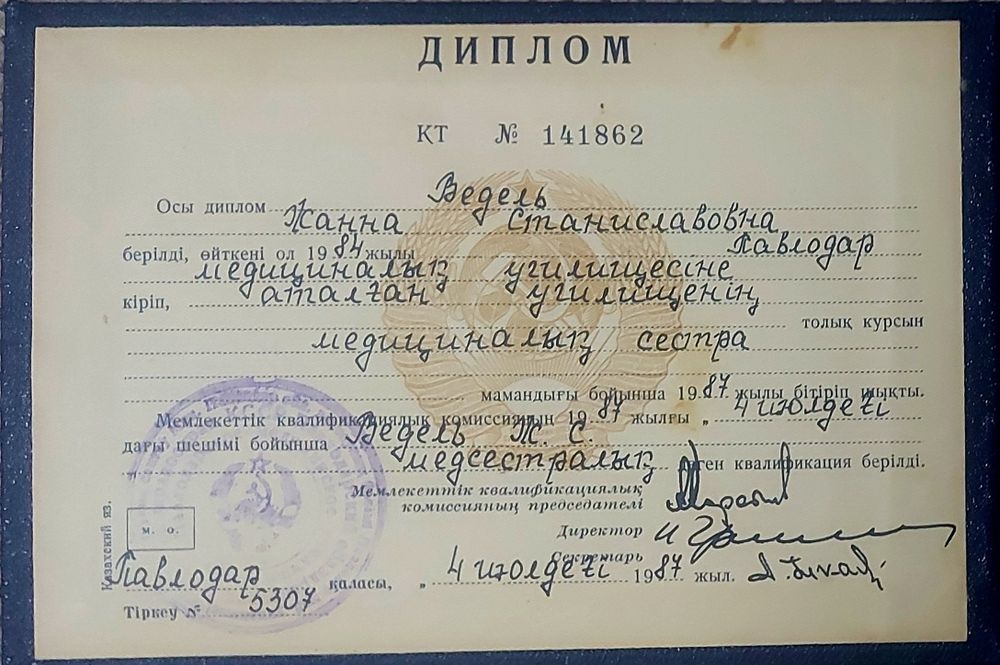 ДИПЛОМ
ҚТ № 141862
Осы диплом Ведель
Жанна Станиславовна
берілді, өйткені ол 1984 жылы Павлодар
медициналық училищесіне
кіріп, аталған училищенің
толық курсын
медициналық сестра
мамандығы бойынша 1987 жылы бітіріп шықты.
Мемлекеттік квалификациялық комиссияның 1987 жылғы „4 июлдегі
дағы шешімі бойынша Ведель Ж. С.
„ медсестралық деген квалификация берілді.
Мемлекеттік квалификациялық
комиссияның председателі
Директор
Секретарь
М. О.
Казахский яз.
Павлодар қаласы, „4 июлдегі 1987 жыл.
Тіркеу № 5307